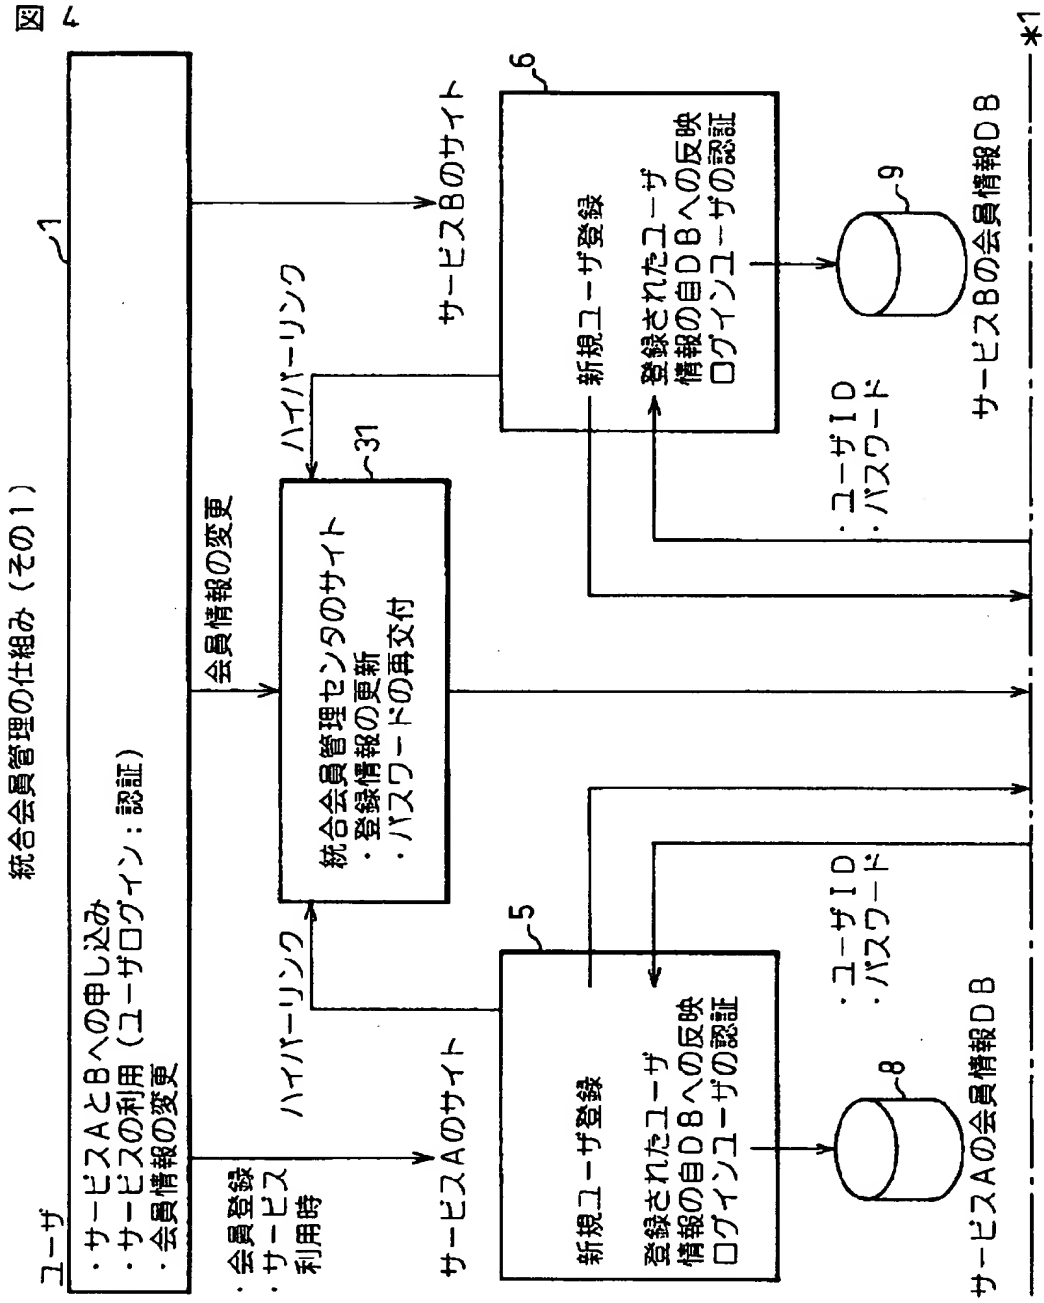 図 4
統合会員管理の仕組み (その1)
ユーザ
1
・サービスAとBへの申し込み
・サービスの利用 (ユーザログイン:認証)
・会員情報の変更
・会員登録
・サービス
利用時
会員情報の変更
ハイパーリンク
ハイパーリンク
31
統合会員管理センタのサイト
・登録情報の更新
・パスワードの再交付
サービスAのサイト
5
新規ユーザ登録
登録されたユーザ
情報の自DBへの反映
ログインユーザの認証
サービスBのサイト
6
新規ユーザ登録
登録されたユーザ
情報の自DBへの反映
ログインユーザの認証
8
・ユーザID
・パスワード
サービスAの会員情報DB
・ユーザID
・パスワード
9
サービスBの会員情報DB
*1